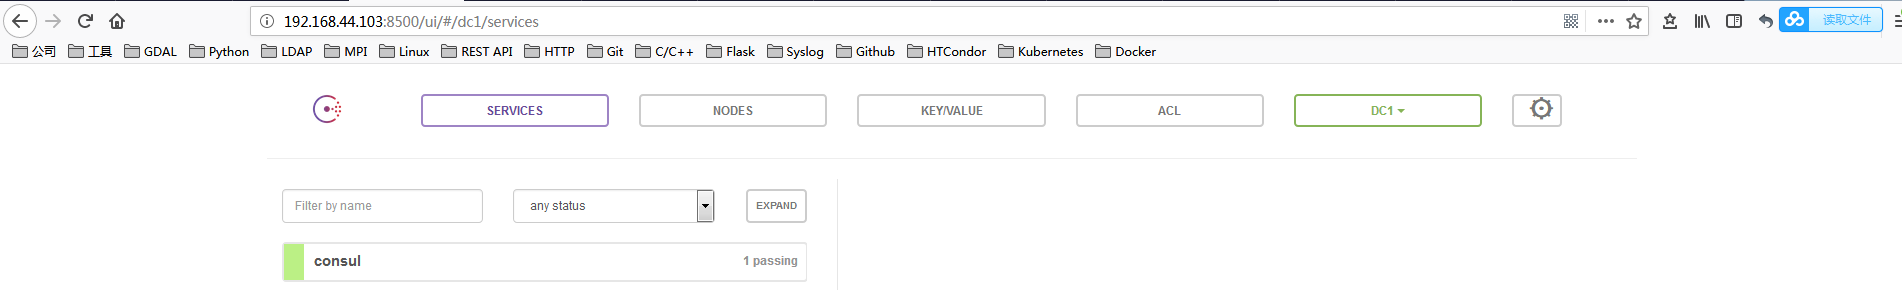 192.168.44.103:8500/ui/#/dc1/services
读取文件
公司 工具 GDAL Python LDAP MPI Linux REST API HTTP Git C/C++ Flask Syslog Github HTCondor Kubernetes Docker
SERVICES NODES KEY/VALUE ACL DC1
Filter by name any status EXPAND
consul 1 passing